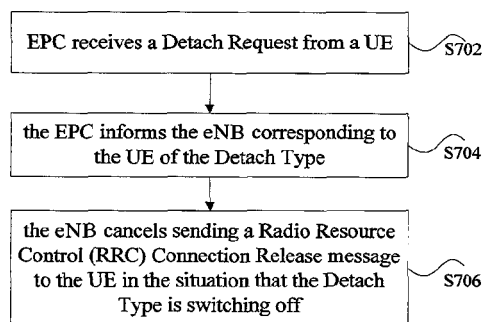 EPC receives a Detach Request from a UE
S702
the EPC informs the eNB corresponding to
the UE of the Detach Type
S704
the eNB cancels sending a Radio Resource
Control (RRC) Connection Release message
to the UE in the situation that the Detach
Type is switching off
S706